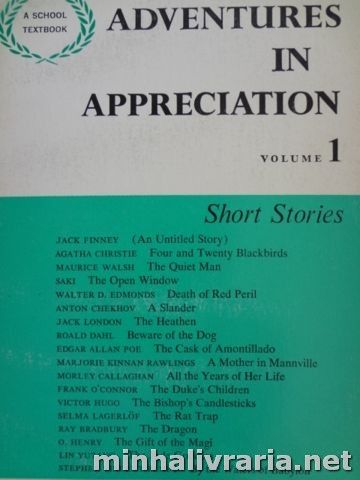 A SCHOOL
TEXTBOOK
ADVENTURES
IN
APPRECIATION
VOLUME 1
Short Stories
JACK FINNEY (An Untitled Story)
AGATHA CHRISTIE Four and Twenty Blackbirds
MAURICE WALSH The Quiet Man
SAKI The Open Window
WALTER D. EDMONDS Death of Red Peril
ANTON CHEKHOV A Slander
JACK LONDON The Heathen
ROALD DAHL Beware of the Dog
EDGAR ALLAN POE The Cask of Amontillado
MARJORIE KINNAN RAWLINGS A Mother in Mannville
MORLEY CALLAGHAN All the Years of Her Life
FRANK O'CONNOR The Duke's Children
VICTOR HUGO The Bishop's Candlesticks
SELMA LAGERLÖF The Rat Trap
RAY BRADBURY The Dragon
O. HENRY The Gift of the Magi
LIN
STEPH Babylon
minhalivraria.net